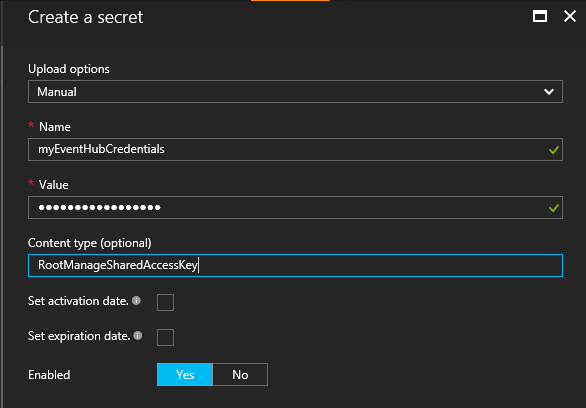 Create a secret
Upload options
Manual
* Name
myEventHubCredentials
* Value
•••••••••••••••••
Content type (optional)
RootManageSharedAccessKey
Set activation date.
Set expiration date.
Enabled Yes No